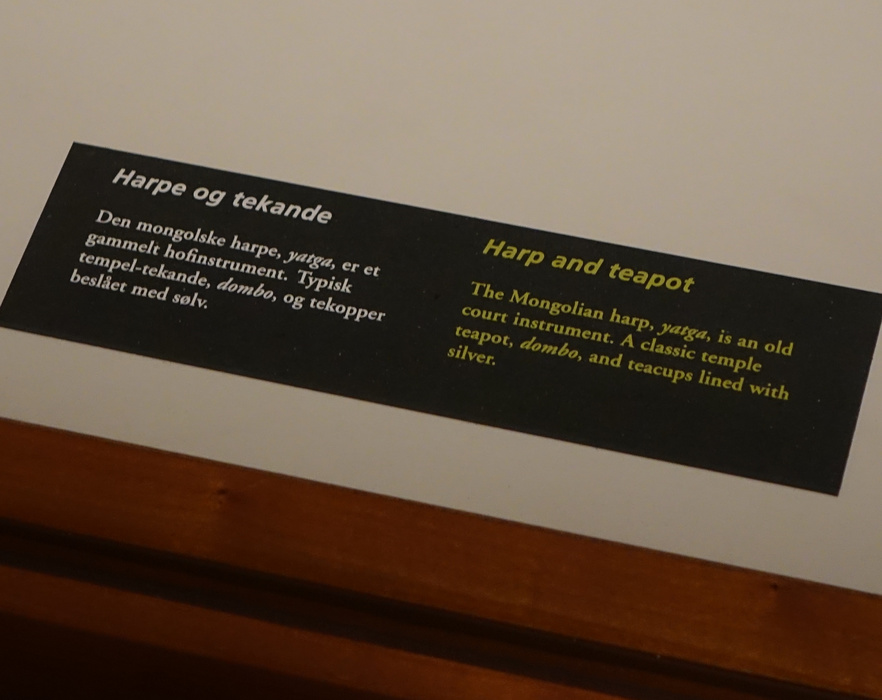 Harpe og tekande
Den mongolske harpe, yatga, er et
gammelt hofinstrument. Typisk
tempel-tekande, dombo, og tekopper
beslået med sølv.
Harp and teapot
The Mongolian harp, yatga, is an old
court instrument. A classic temple
teapot, dombo, and teacups lined with
silver.